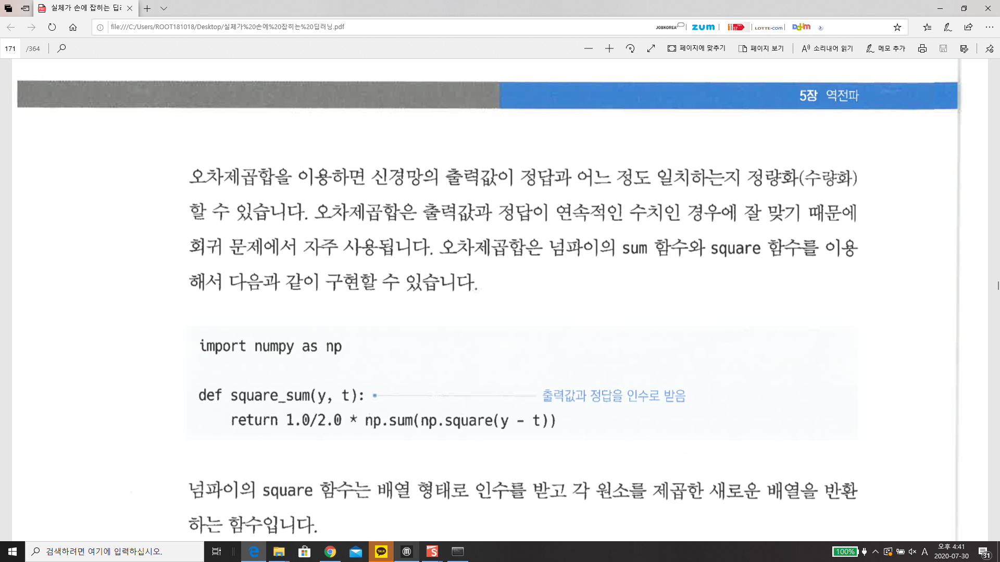 실체가 손에 잡히는 딥러
file:///C:/Users/ROOT181018/Desktop/실체가%20손에%20잡히는%20딥러닝.pdf
JOBKOREA
zum
11ST
LOTTE.COM
171 /364
페이지에 맞추기
페이지 보기
소리내어 읽기
메모 추가
5장 역전파
오차제곱합을 이용하면 신경망의 출력값이 정답과 어느 정도 일치하는지 정량화(수량화)
할 수 있습니다. 오차제곱합은 출력값과 정답이 연속적인 수치인 경우에 잘 맞기 때문에
회귀 문제에서 자주 사용됩니다. 오차제곱합은 넘파이의 sum 함수와 square 함수를 이용
해서 다음과 같이 구현할 수 있습니다.
import numpy as np
def square_sum(y, t): 출력값과 정답을 인수로 받음
return 1.0/2.0 * np.sum(np.square(y - t))
넘파이의 square 함수는 배열 형태로 인수를 받고 각 원소를 제곱한 새로운 배열을 반환
하는 함수입니다.
검색하려면 여기에 입력하십시오.
TALK
100%
A
오후 4:41
2020-07-30
31